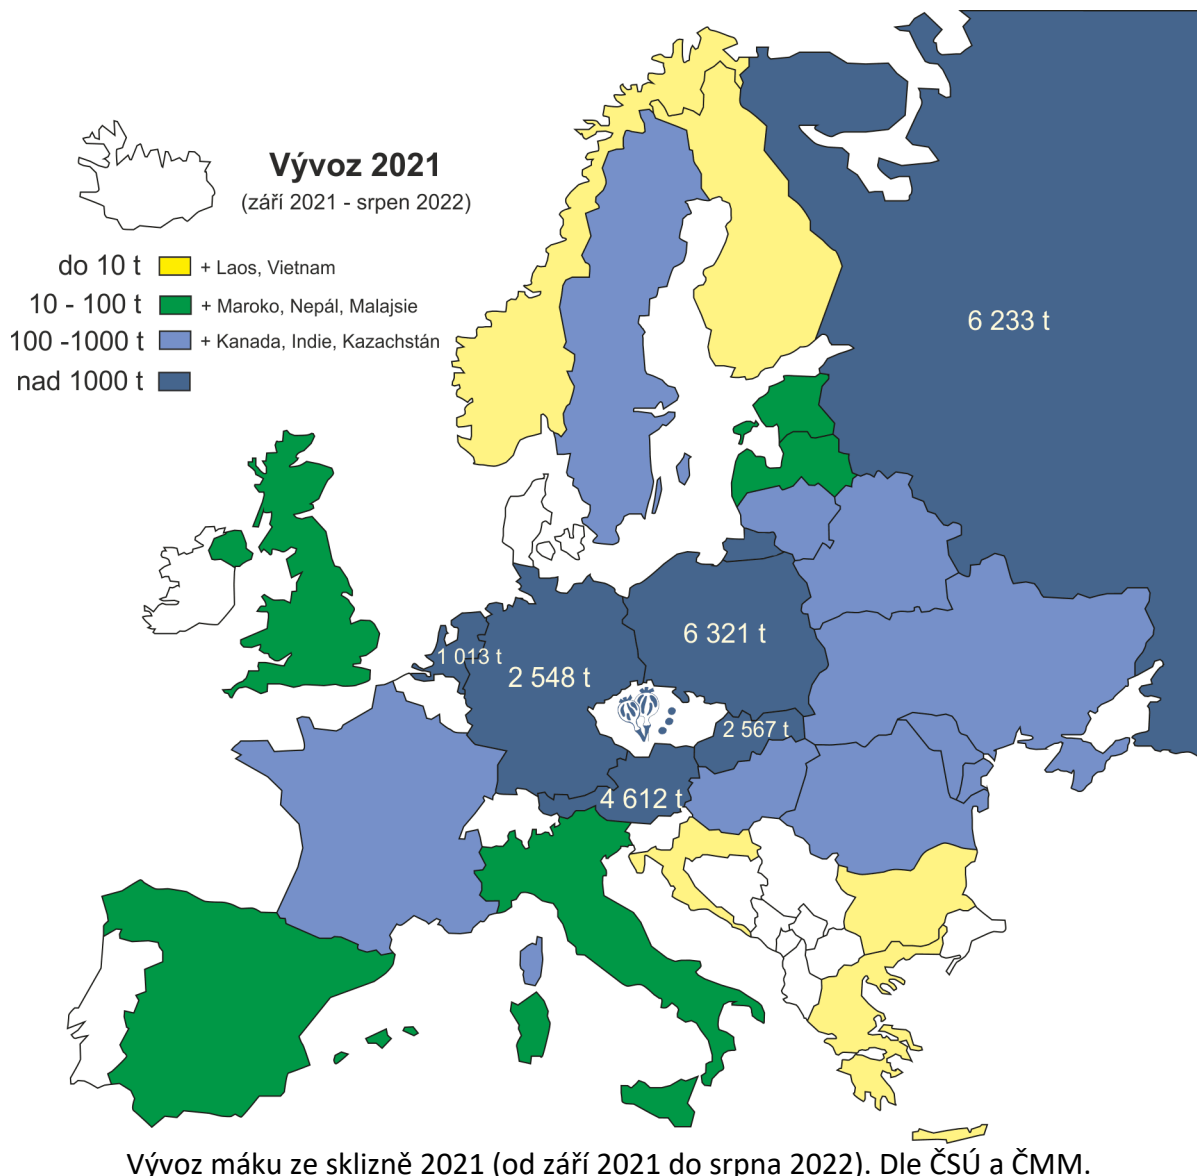 Vývoz 2021
(září 2021 - srpen 2022)
do 10 t + Laos, Vietnam
10 - 100 t + Maroko, Nepál, Malajsie
100 -1000 t + Kanada, Indie, Kazachstán
nad 1000 t
6 233 t
6 321 t
1 013 t
2 548 t
2 567 t
4 612 t
Vývoz máku ze sklizně 2021 (od září 2021 do srpna 2022). Dle ČSÚ a ČMM.